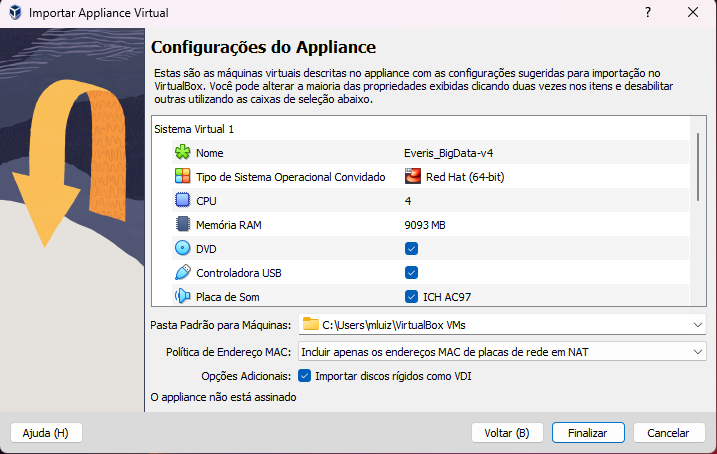 Importar Appliance Virtual
?
Configurações do Appliance
Estas são as máquinas virtuais descritas no appliance com as configurações sugeridas para importação no
VirtualBox. Você pode alterar a maioria das propriedades exibidas clicando duas vezes nos itens e desabilitar
outras utilizando as caixas de seleção abaixo.
Sistema Virtual 1
Nome Everis_BigData-v4
Tipo de Sistema Operacional Convidado Red Hat (64-bit)
CPU 4
Memória RAM 9093 MB
DVD
Controladora USB
Placa de Som ICH AC97
Pasta Padrão para Máquinas: C:\Users\mluiz\VirtualBox VMs
Política de Endereço MAC: Incluir apenas os endereços MAC de placas de rede em NAT
Opções Adicionais: Importar discos rígidos como VDI
O appliance não está assinado
Ajuda (H) Voltar (B) Finalizar Cancelar